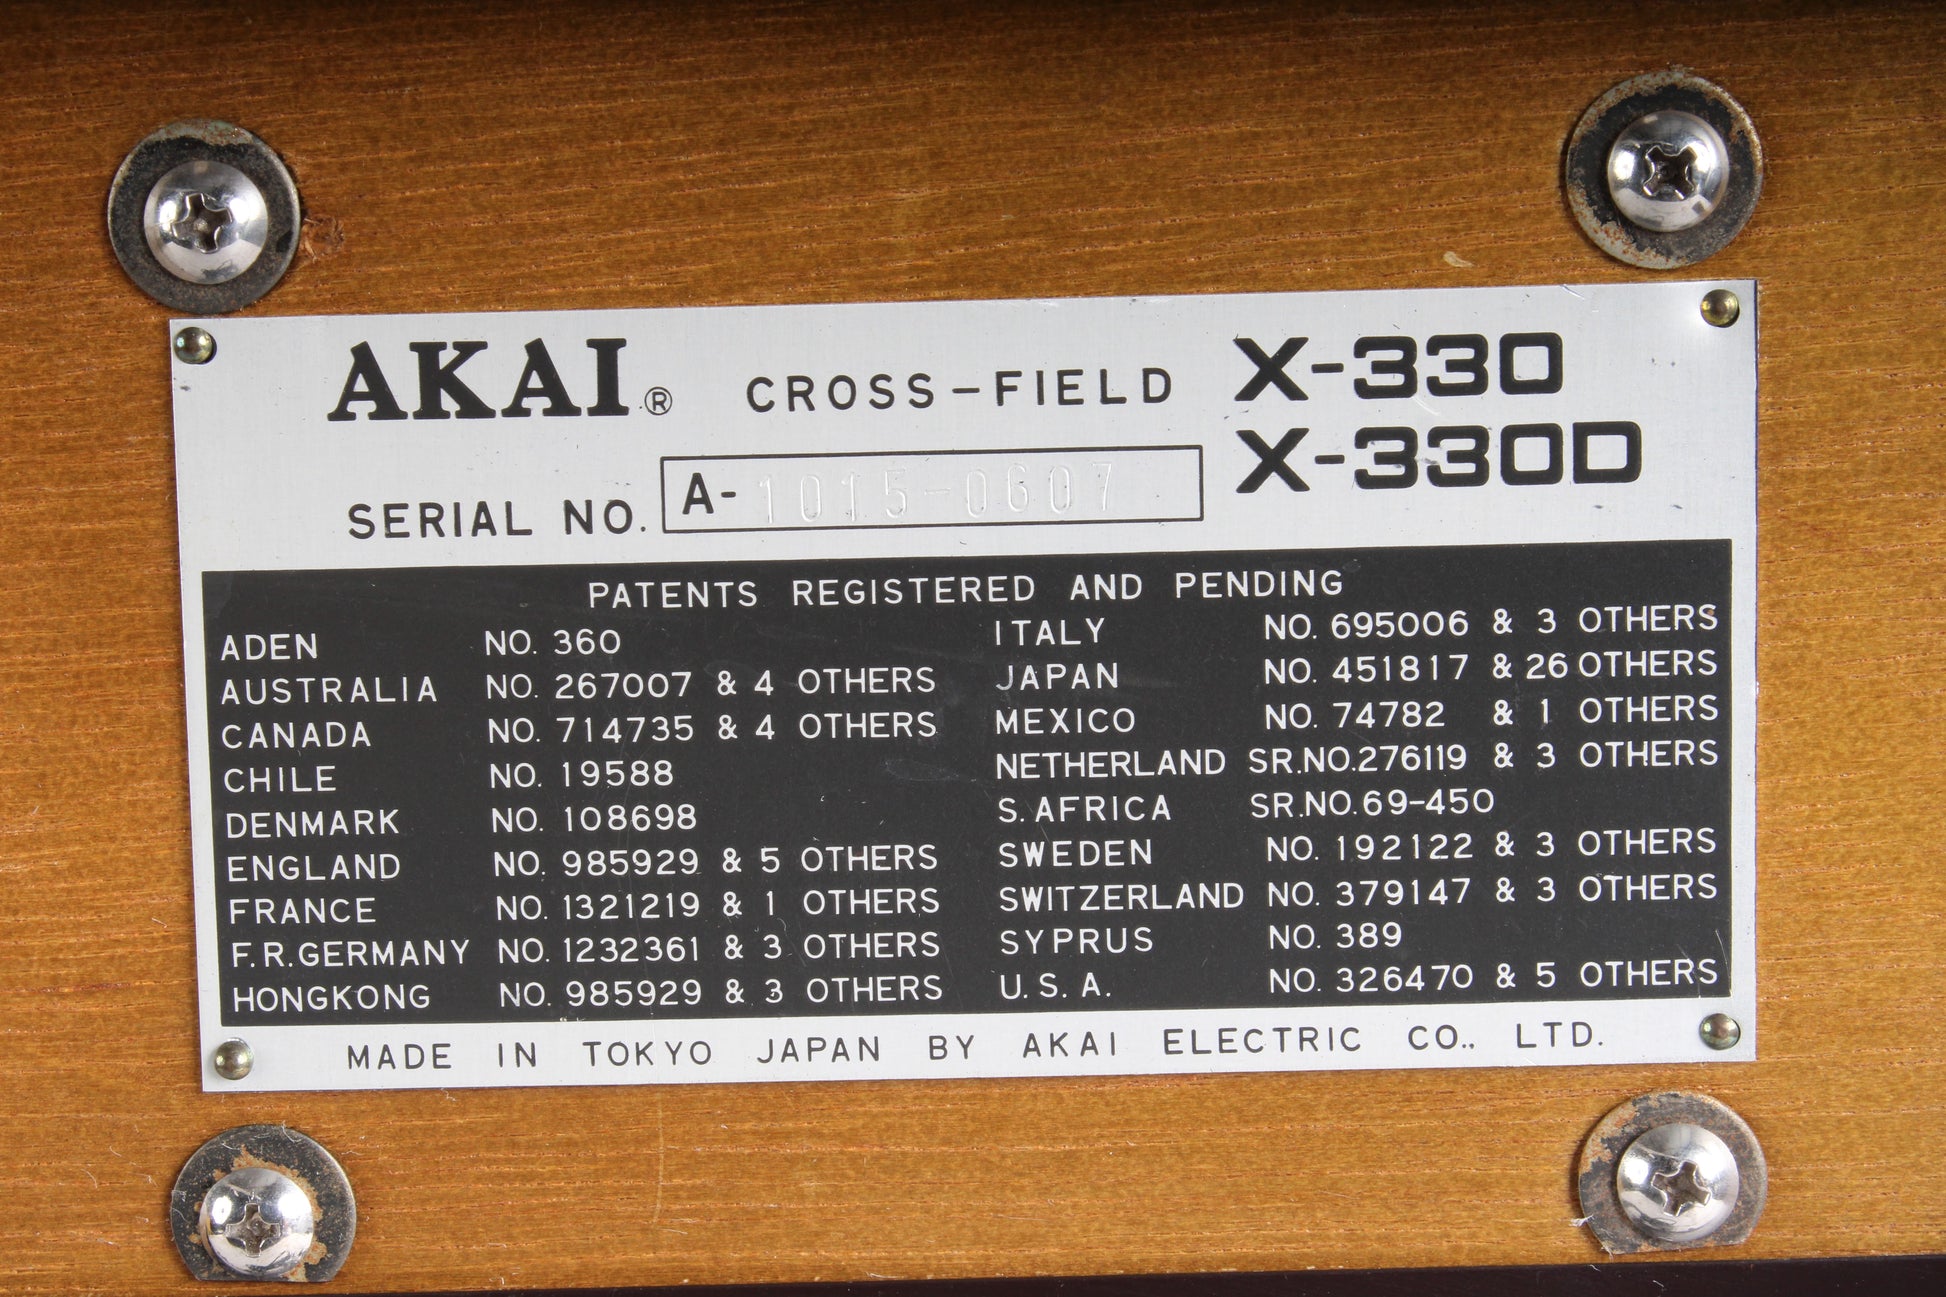 AKAI® CROSS-FIELD X-330
X-330D
SERIAL NO. A-1015-0607
PATENTS REGISTERED AND PENDING
ADEN NO. 360
AUSTRALIA NO. 267007 & 4 OTHERS
CANADA NO. 714735 & 4 OTHERS
CHILE NO. 19588
DENMARK NO. 108698
ENGLAND NO. 985929 & 5 OTHERS
FRANCE NO. 1321219 & 1 OTHERS
F.R.GERMANY NO. 1232361 & 3 OTHERS
HONGKONG NO. 985929 & 3 OTHERS
ITALY NO. 695006 & 3 OTHERS
JAPAN NO. 451817 & 26 OTHERS
MEXICO NO. 74782 & 1 OTHERS
NETHERLAND SR.NO.276119 & 3 OTHERS
S.AFRICA SR.NO.69-450
SWEDEN NO. 192122 & 3 OTHERS
SWITZERLAND NO. 379147 & 3 OTHERS
SYPRUS NO. 389
U.S.A. NO. 326470 & 5 OTHERS
MADE IN TOKYO JAPAN BY AKAI ELECTRIC CO., LTD.